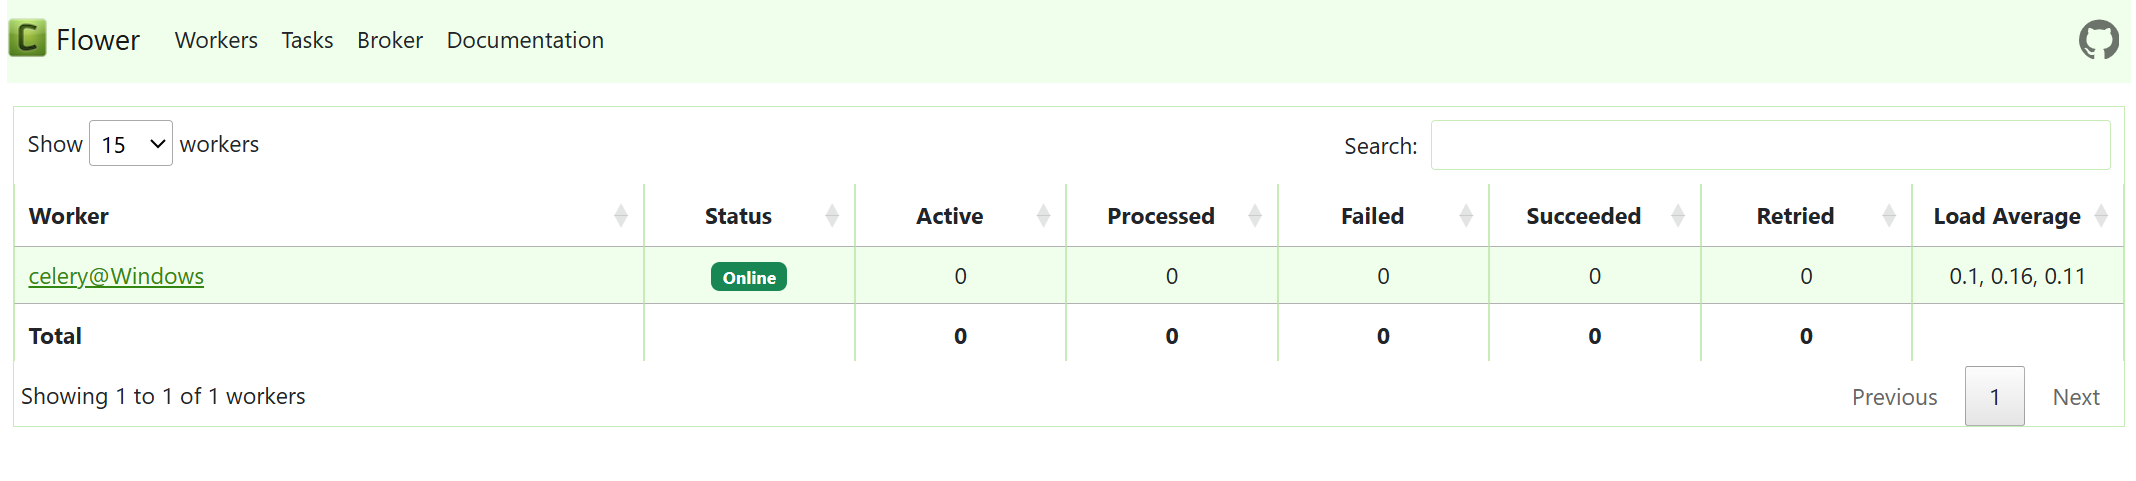 C Flower Workers Tasks Broker Documentation
Show 15 workers Search:
Worker Status Active Processed Failed Succeeded Retried Load Average
celery@Windows Online 0 0 0 0 0 0.1, 0.16, 0.11
Total 0 0 0 0 0
Showing 1 to 1 of 1 workers Previous 1 Next